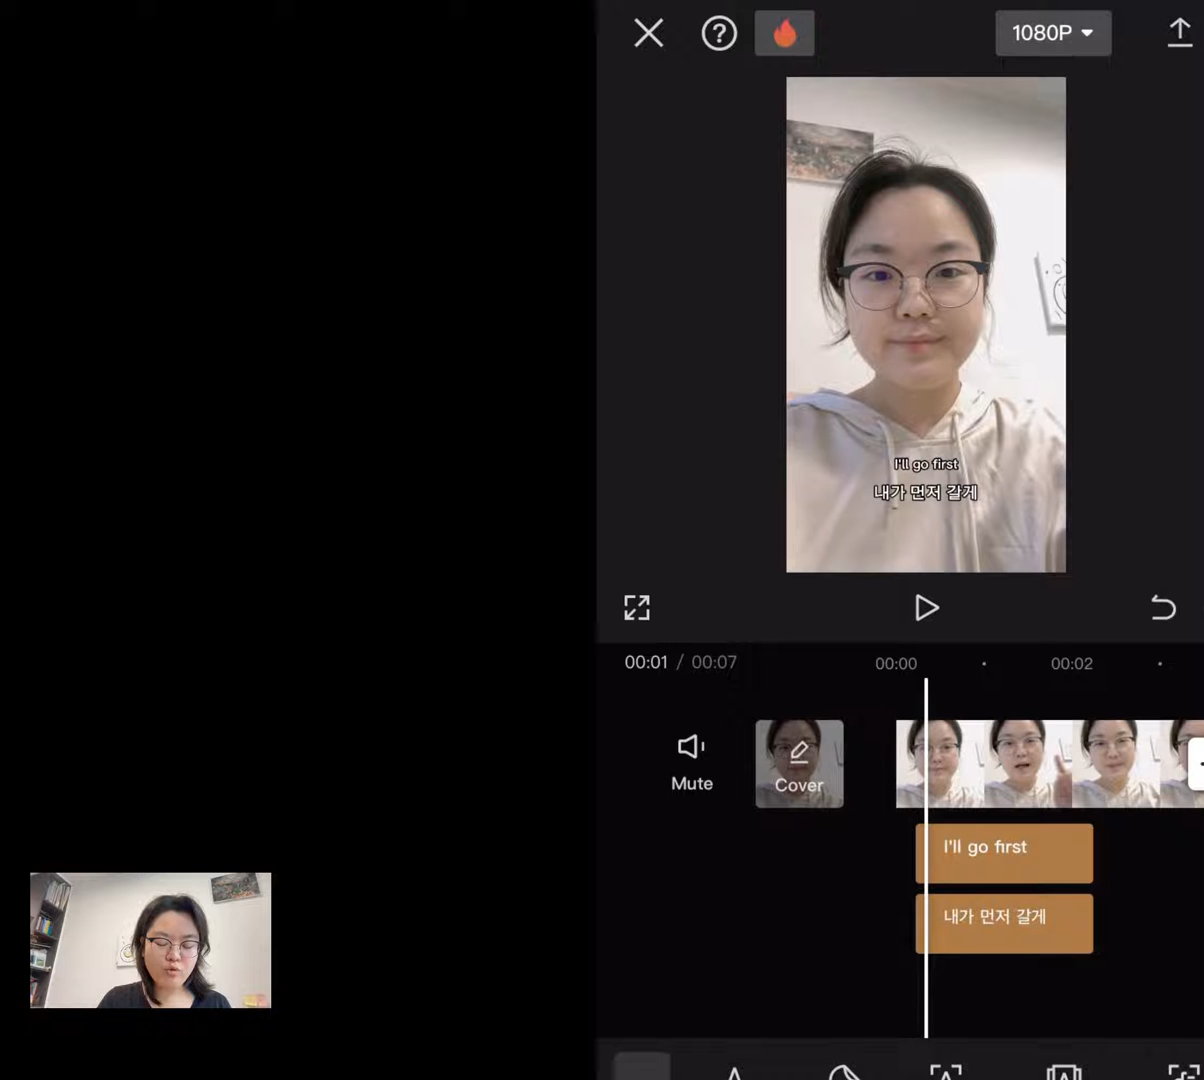 1080P
I'll go first
내가 먼저 갈게
00:01 / 00:07
00:00
00:02
Mute
Cover
I'll go first
내가 먼저 갈게